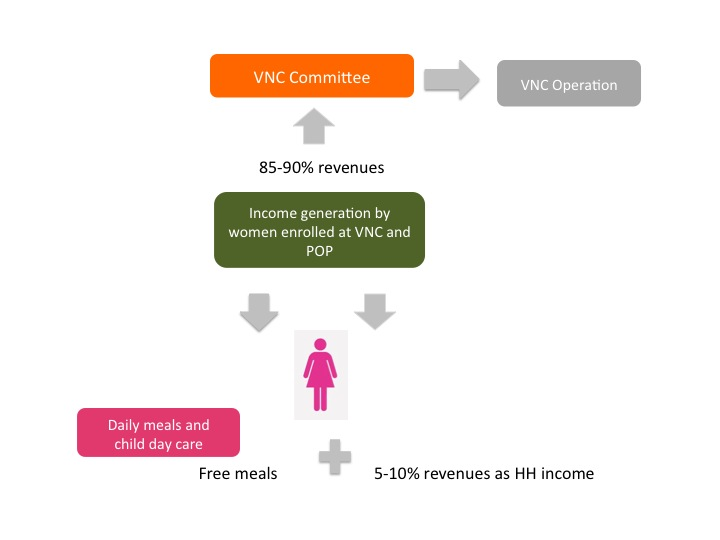 VNC Committee
VNC Operation
85-90% revenues
Income generation by
women enrolled at VNC and
POP
Daily meals and
child day care
Free meals
5-10% revenues as HH income